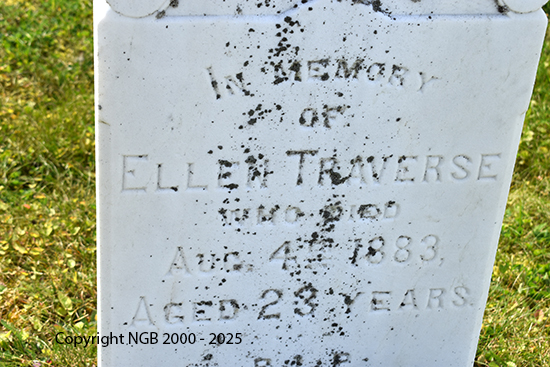 IN MEMORY
OF
ELLEN TRAVERSE
WHO DIED
AUG. 4TH 1883,
AGED 23 YEARS.
Copyright NGB 2000 - 2025
R.I.P.